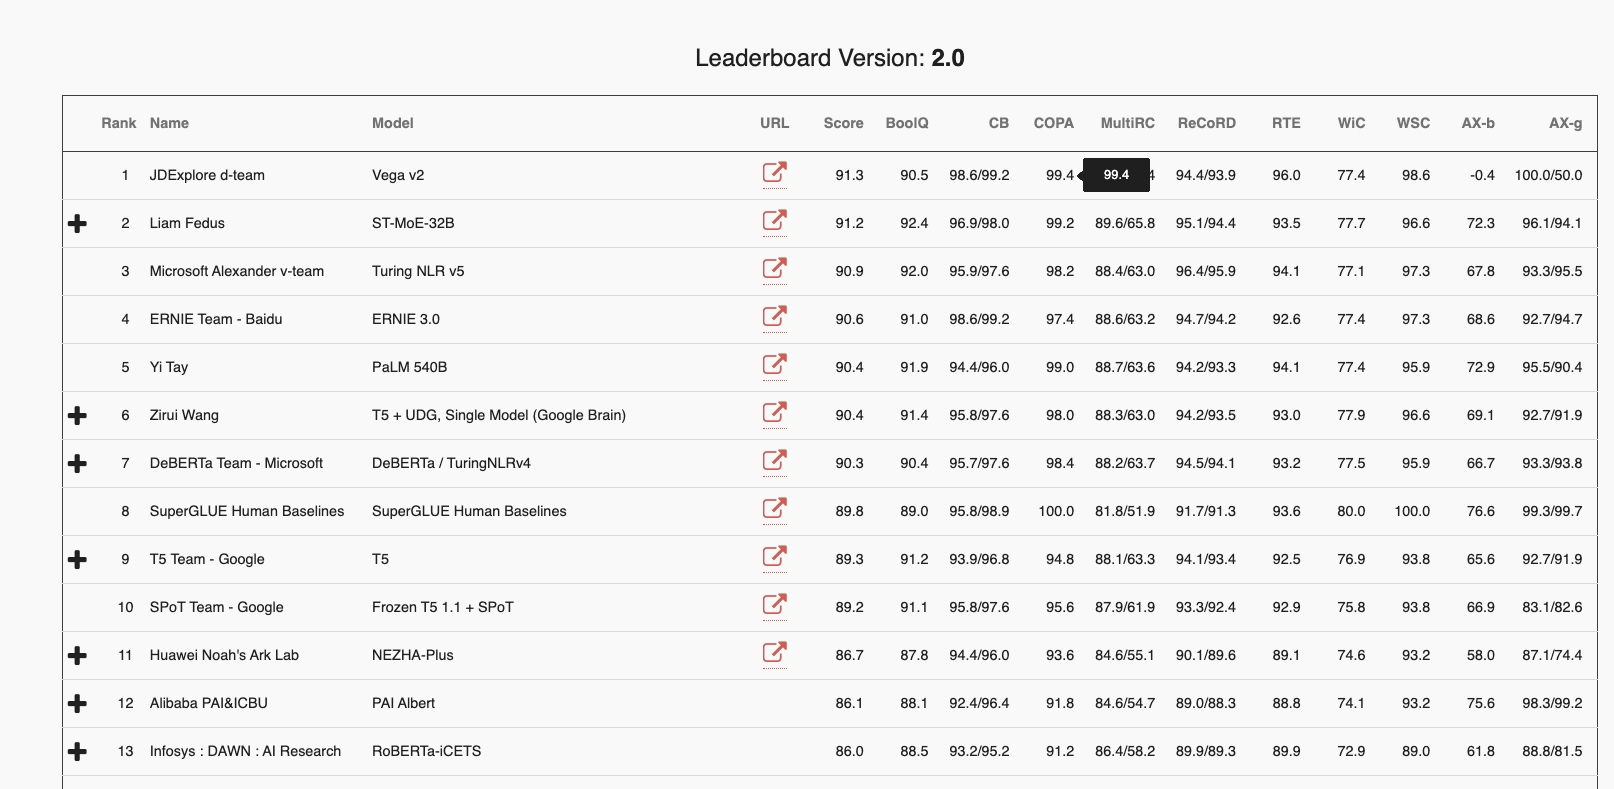 Leaderboard Version: 2.0
Rank Name Model URL Score BoolQ CB COPA MultiRC ReCoRD RTE WiC WSC AX-b AX-g
1 JDExplore d-team Vega v2 91.3 90.5 98.6/99.2 99.4 99.4 94.4/93.9 96.0 77.4 98.6 -0.4 100.0/50.0
2 Liam Fedus ST-MoE-32B 91.2 92.4 96.9/98.0 99.2 89.6/65.8 95.1/94.4 93.5 77.7 96.6 72.3 96.1/94.1
3 Microsoft Alexander v-team Turing NLR v5 90.9 92.0 95.9/97.6 98.2 88.4/63.0 96.4/95.9 94.1 77.1 97.3 67.8 93.3/95.5
4 ERNIE Team - Baidu ERNIE 3.0 90.6 91.0 98.6/99.2 97.4 88.6/63.2 94.7/94.2 92.6 77.4 97.3 68.6 92.7/94.7
5 Yi Tay PaLM 540B 90.4 91.9 94.4/96.0 99.0 88.7/63.6 94.2/93.3 94.1 77.4 95.9 72.9 95.5/90.4
6 Zirui Wang T5 + UDG, Single Model (Google Brain) 90.4 91.4 95.8/97.6 98.0 88.3/63.0 94.2/93.5 93.0 77.9 96.6 69.1 92.7/91.9
7 DeBERTa Team - Microsoft DeBERTa / TuringNLRv4 90.3 90.4 95.7/97.6 98.4 88.2/63.7 94.5/94.1 93.2 77.5 95.9 66.7 93.3/93.8
8 SuperGLUE Human Baselines SuperGLUE Human Baselines 89.8 89.0 95.8/98.9 100.0 81.8/51.9 91.7/91.3 93.6 80.0 100.0 76.6 99.3/99.7
9 T5 Team - Google T5 89.3 91.2 93.9/96.8 94.8 88.1/63.3 94.1/93.4 92.5 76.9 93.8 65.6 92.7/91.9
10 SPoT Team - Google Frozen T5 1.1 + SPoT 89.2 91.1 95.8/97.6 95.6 87.9/61.9 93.3/92.4 92.9 75.8 93.8 66.9 83.1/82.6
11 Huawei Noah's Ark Lab NEZHA-Plus 86.7 87.8 94.4/96.0 93.6 84.6/55.1 90.1/89.6 89.1 74.6 93.2 58.0 87.1/74.4
12 Alibaba PAI&ICBU PAI Albert 86.1 88.1 92.4/96.4 91.8 84.6/54.7 89.0/88.3 88.8 74.1 93.2 75.6 98.3/99.2
13 Infosys : DAWN : AI Research RoBERTa-iCETS 86.0 88.5 93.2/95.2 91.2 86.4/58.2 89.9/89.3 89.9 72.9 89.0 61.8 88.8/81.5